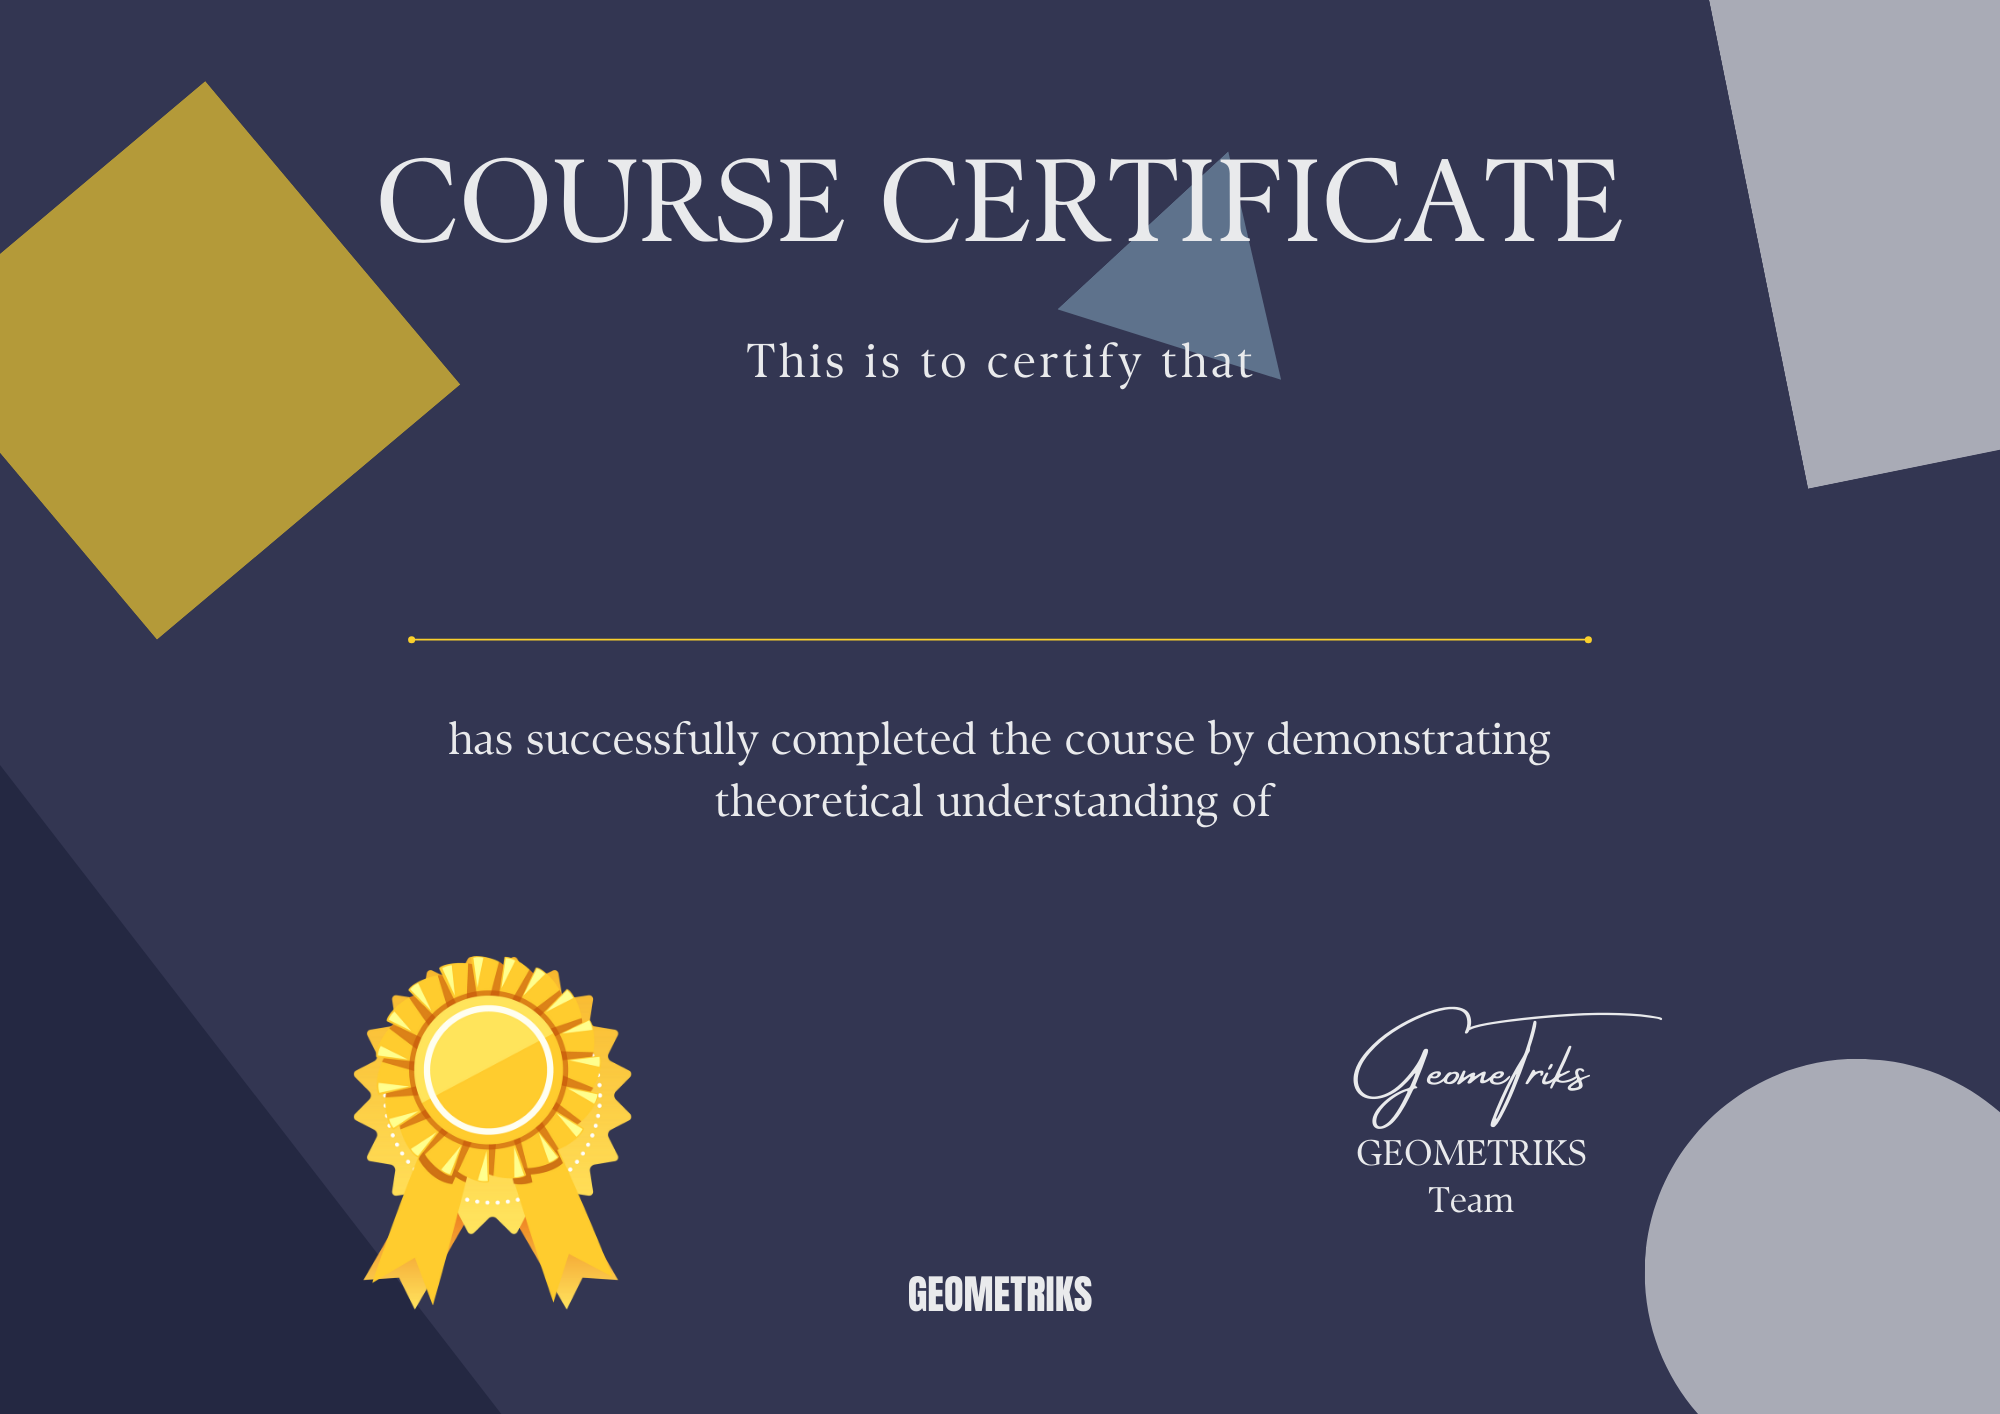 COURSE CERTIFICATE
This is to certify that
has successfully completed the course by demonstrating
theoretical understanding of
GeomeTriks
GEOMETRIKS
Team
GEOMETRIKS